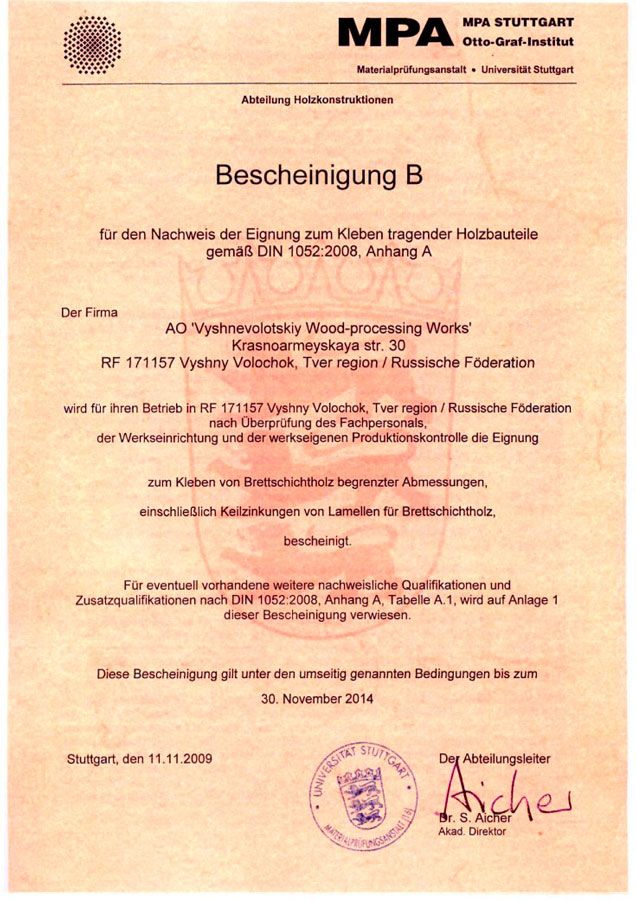 MPA
MPA STUTTGART
Otto-Graf-Institut
Materialprüfungsanstalt • Universität Stuttgart
Abteilung Holzkonstruktionen
Bescheinigung B
für den Nachweis der Eignung zum Kleben tragender Holzbauteile
gemäß DIN 1052:2008, Anhang A
Der Firma
AO 'Vyshnevolotskiy Wood-processing Works'
Krasnoarmeyskaya str. 30
RF 171157 Vyshny Volochok, Tver region / Russische Föderation
wird für ihren Betrieb in RF 171157 Vyshny Volochok, Tver region / Russische Föderation
nach Überprüfung des Fachpersonals,
der Werkseinrichtung und der werkseigenen Produktionskontrolle die Eignung
zum Kleben von Brettschichtholz begrenzter Abmessungen,
einschließlich Keilzinkungen von Lamellen für Brettschichtholz,
bescheinigt.
Für eventuell vorhandene weitere nachweisliche Qualifikationen und
Zusatzqualifikationen nach DIN 1052:2008, Anhang A, Tabelle A.1, wird auf Anlage 1
dieser Bescheinigung verwiesen.
Diese Bescheinigung gilt unter den umseitig genannten Bedingungen bis zum
30. November 2014
Stuttgart, den 11.11.2009
UNIVERSITÄT STUTTGART
MATERIALPRÜFUNGSANSTALT
Der Abteilungsleiter
Aicher
Dr. S. Aicher
Akad. Direktor